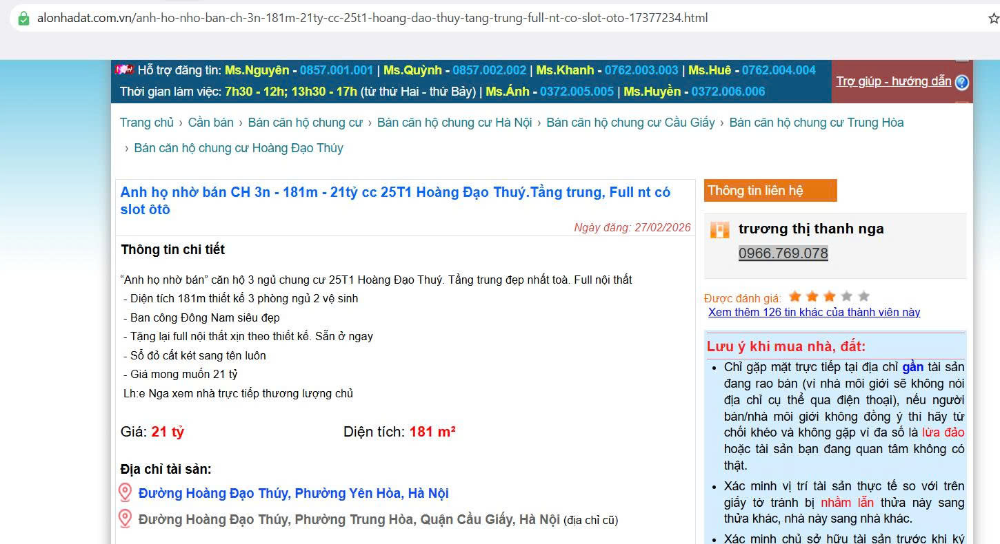 alonhadat.com.vn/anh-ho-nho-ban-ch-3n-181m-21ty-cc-25t1-hoang-dao-thuy-tang-trung-full-nt-co-slot-oto-17377234.html
Hỗ trợ đăng tin: Ms.Nguyên - 0857.001.001 | Ms.Quỳnh - 0857.002.002 | Ms.Khanh - 0762.003.003 | Ms.Huê - 0762.004.004
Thời gian làm việc: 7h30 - 12h; 13h30 - 17h (từ thứ Hai - thứ Bảy) | Ms.Ánh - 0372.005.005 | Ms.Huyền - 0372.006.006
Trợ giúp - hướng dẫn ?
Trang chủ › Cần bán › Bán căn hộ chung cư › Bán căn hộ chung cư Hà Nội › Bán căn hộ chung cư Cầu Giấy › Bán căn hộ chung cư Trung Hòa
› Bán căn hộ chung cư Hoàng Đạo Thúy
Anh họ nhờ bán CH 3n - 181m - 21tỷ cc 25T1 Hoàng Đạo Thuý.Tầng trung, Full nt có
slot ôtô
Ngày đăng: 27/02/2026
Thông tin chi tiết
“Anh họ nhờ bán” căn hộ 3 ngủ chung cư 25T1 Hoàng Đạo Thuý. Tầng trung đẹp nhất toà. Full nội thất
- Diện tích 181m thiết kế 3 phòng ngủ 2 vệ sinh
- Ban công Đông Nam siêu đẹp
- Tặng lại full nội thất xịn theo thiết kế. Sẵn ở ngay
- Sổ đỏ cất két sang tên luôn
- Giá mong muốn 21 tỷ
Lh:e Nga xem nhà trực tiếp thương lượng chủ
Giá: 21 tỷ Diện tích: 181 m²
Địa chỉ tài sản:
Đường Hoàng Đạo Thúy, Phường Yên Hòa, Hà Nội
Đường Hoàng Đạo Thúy, Phường Trung Hòa, Quận Cầu Giấy, Hà Nội (địa chỉ cũ)
Thông tin liên hệ
trương thị thanh nga
0966.769.078
Được đánh giá:
Xem thêm 126 tin khác của thành viên này
Lưu ý khi mua nhà, đất:
• Chỉ gặp mặt trực tiếp tại địa chỉ gần tài sản
đang rao bán (vì nhà môi giới sẽ không nói
địa chỉ cụ thể qua điện thoại), nếu người
bán/nhà môi giới không đồng ý thì hãy từ
chối khéo và không gặp vì đa số là lừa đảo
hoặc tài sản bạn đang quan tâm không có
thật.
• Xác minh vị trí tài sản thực tế so với trên
giấy tờ tránh bị nhầm lẫn thửa này sang
thửa khác, nhà này sang nhà khác.
• Xác minh chủ sở hữu tài sản trước khi ký